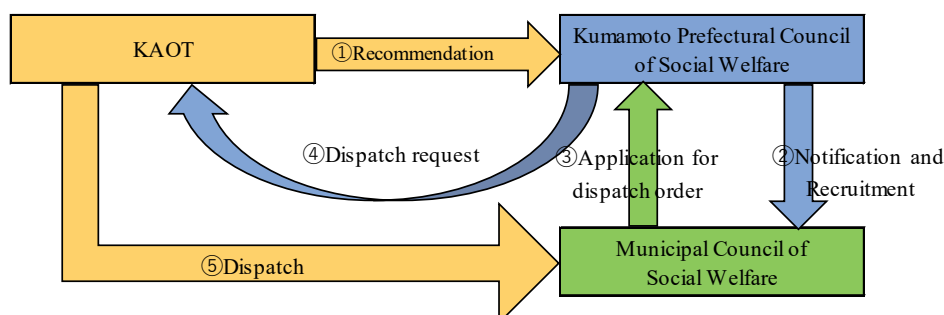 KAOT
①Recommendation
Kumamoto Prefectural Council
of Social Welfare
④Dispatch request
③Application for
dispatch order
②Notification and
Recruitment
⑤Dispatch
Municipal Council of
Social Welfare